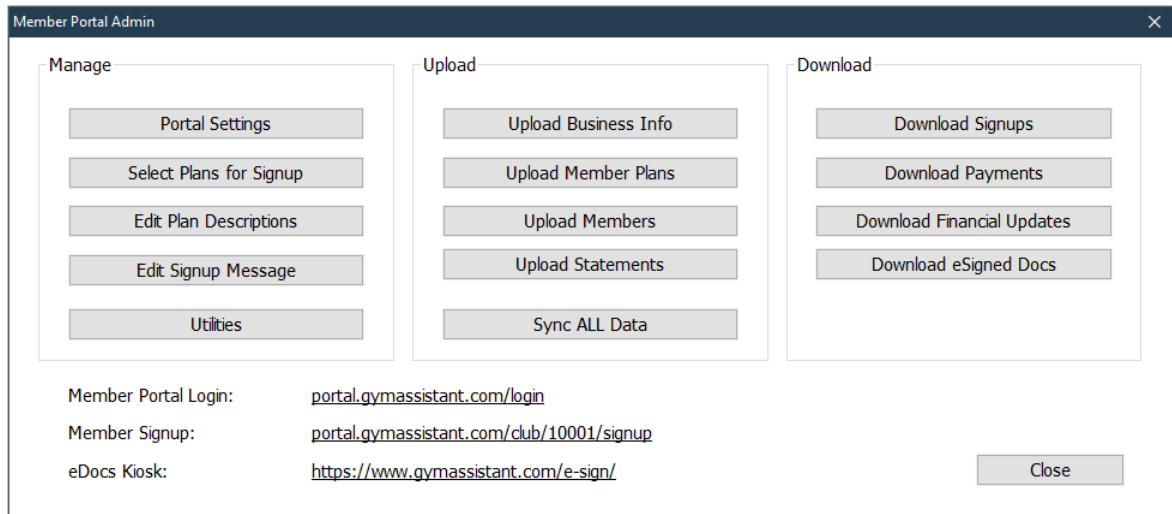 Member Portal Admin
Manage
Portal Settings
Select Plans for Signup
Edit Plan Descriptions
Edit Signup Message
Utilities
Upload
Upload Business Info
Upload Member Plans
Upload Members
Upload Statements
Sync ALL Data
Download
Download Signups
Download Payments
Download Financial Updates
Download eSigned Docs
Member Portal Login: portal.gymassistant.com/login
Member Signup: portal.gymassistant.com/club/10001/signup
eDocs Kiosk: https://www.gymassistant.com/e-sign/
Close